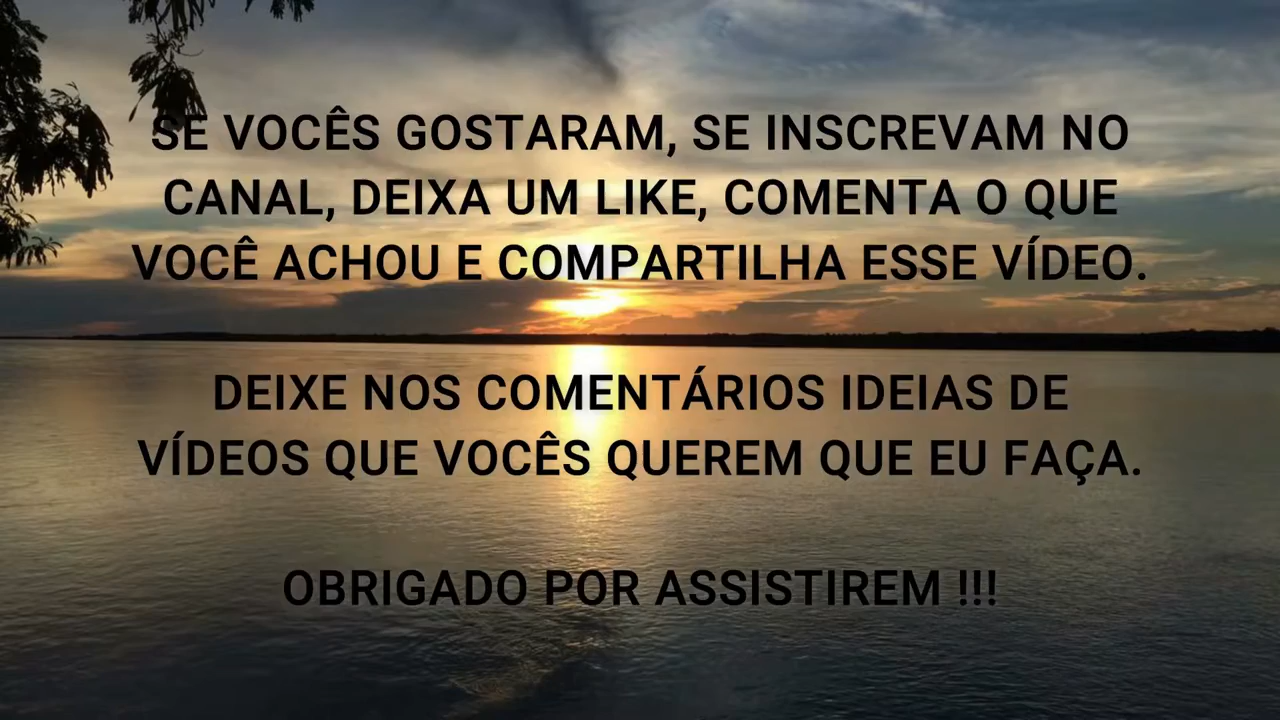 SE VOCÊS GOSTARAM, SE INSCREVAM NO
CANAL, DEIXA UM LIKE, COMENTA O QUE
VOCÊ ACHOU E COMPARTILHA ESSE VÍDEO.
DEIXE NOS COMENTÁRIOS IDEIAS DE
VÍDEOS QUE VOCÊS QUEREM QUE EU FAÇA.
OBRIGADO POR ASSISTIREM !!!